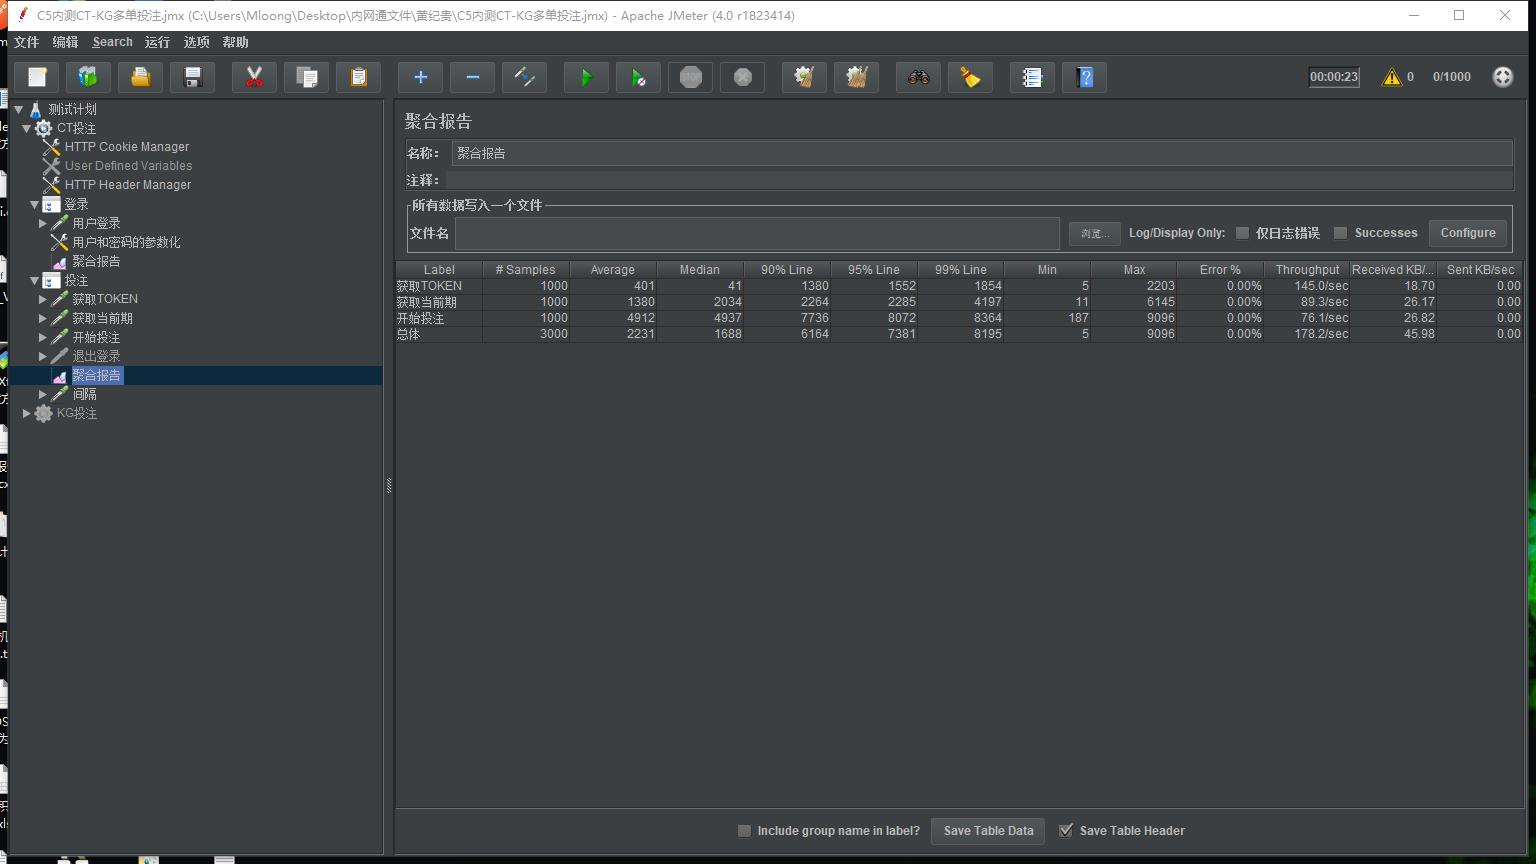 C5内测CT-KG多单投注.jmx (C:\Users\Mloong\Desktop\内网通文件\黄纪贵\C5内测CT-KG多单投注.jmx) - Apache JMeter (4.0 r1823414)
文件 编辑 Search 运行 选项 帮助
STOP 00:00:23 0 0/1000
测试计划
CT投注
HTTP Cookie Manager
User Defined Variables
HTTP Header Manager
登录
用户登录
用户和密码的参数化
聚合报告
投注
获取TOKEN
获取当前期
开始投注
退出登录
聚合报告
间隔
KG投注
聚合报告
名称: 聚合报告
注释:
所有数据写入一个文件
文件名 浏览... Log/Display Only: 仅日志错误 Successes Configure
Label # Samples Average Median 90% Line 95% Line 99% Line Min Max Error % Throughput Received KB/... Sent KB/sec
获取TOKEN 1000 401 41 1380 1552 1854 5 2203 0.00% 145.0/sec 18.70 0.00
获取当前期 1000 1380 2034 2264 2285 4197 11 6145 0.00% 89.3/sec 26.17 0.00
开始投注 1000 4912 4937 7736 8072 8364 187 9096 0.00% 76.1/sec 26.82 0.00
总体 3000 2231 1688 6164 7381 8195 5 9096 0.00% 178.2/sec 45.98 0.00
Include group name in label? Save Table Data Save Table Header